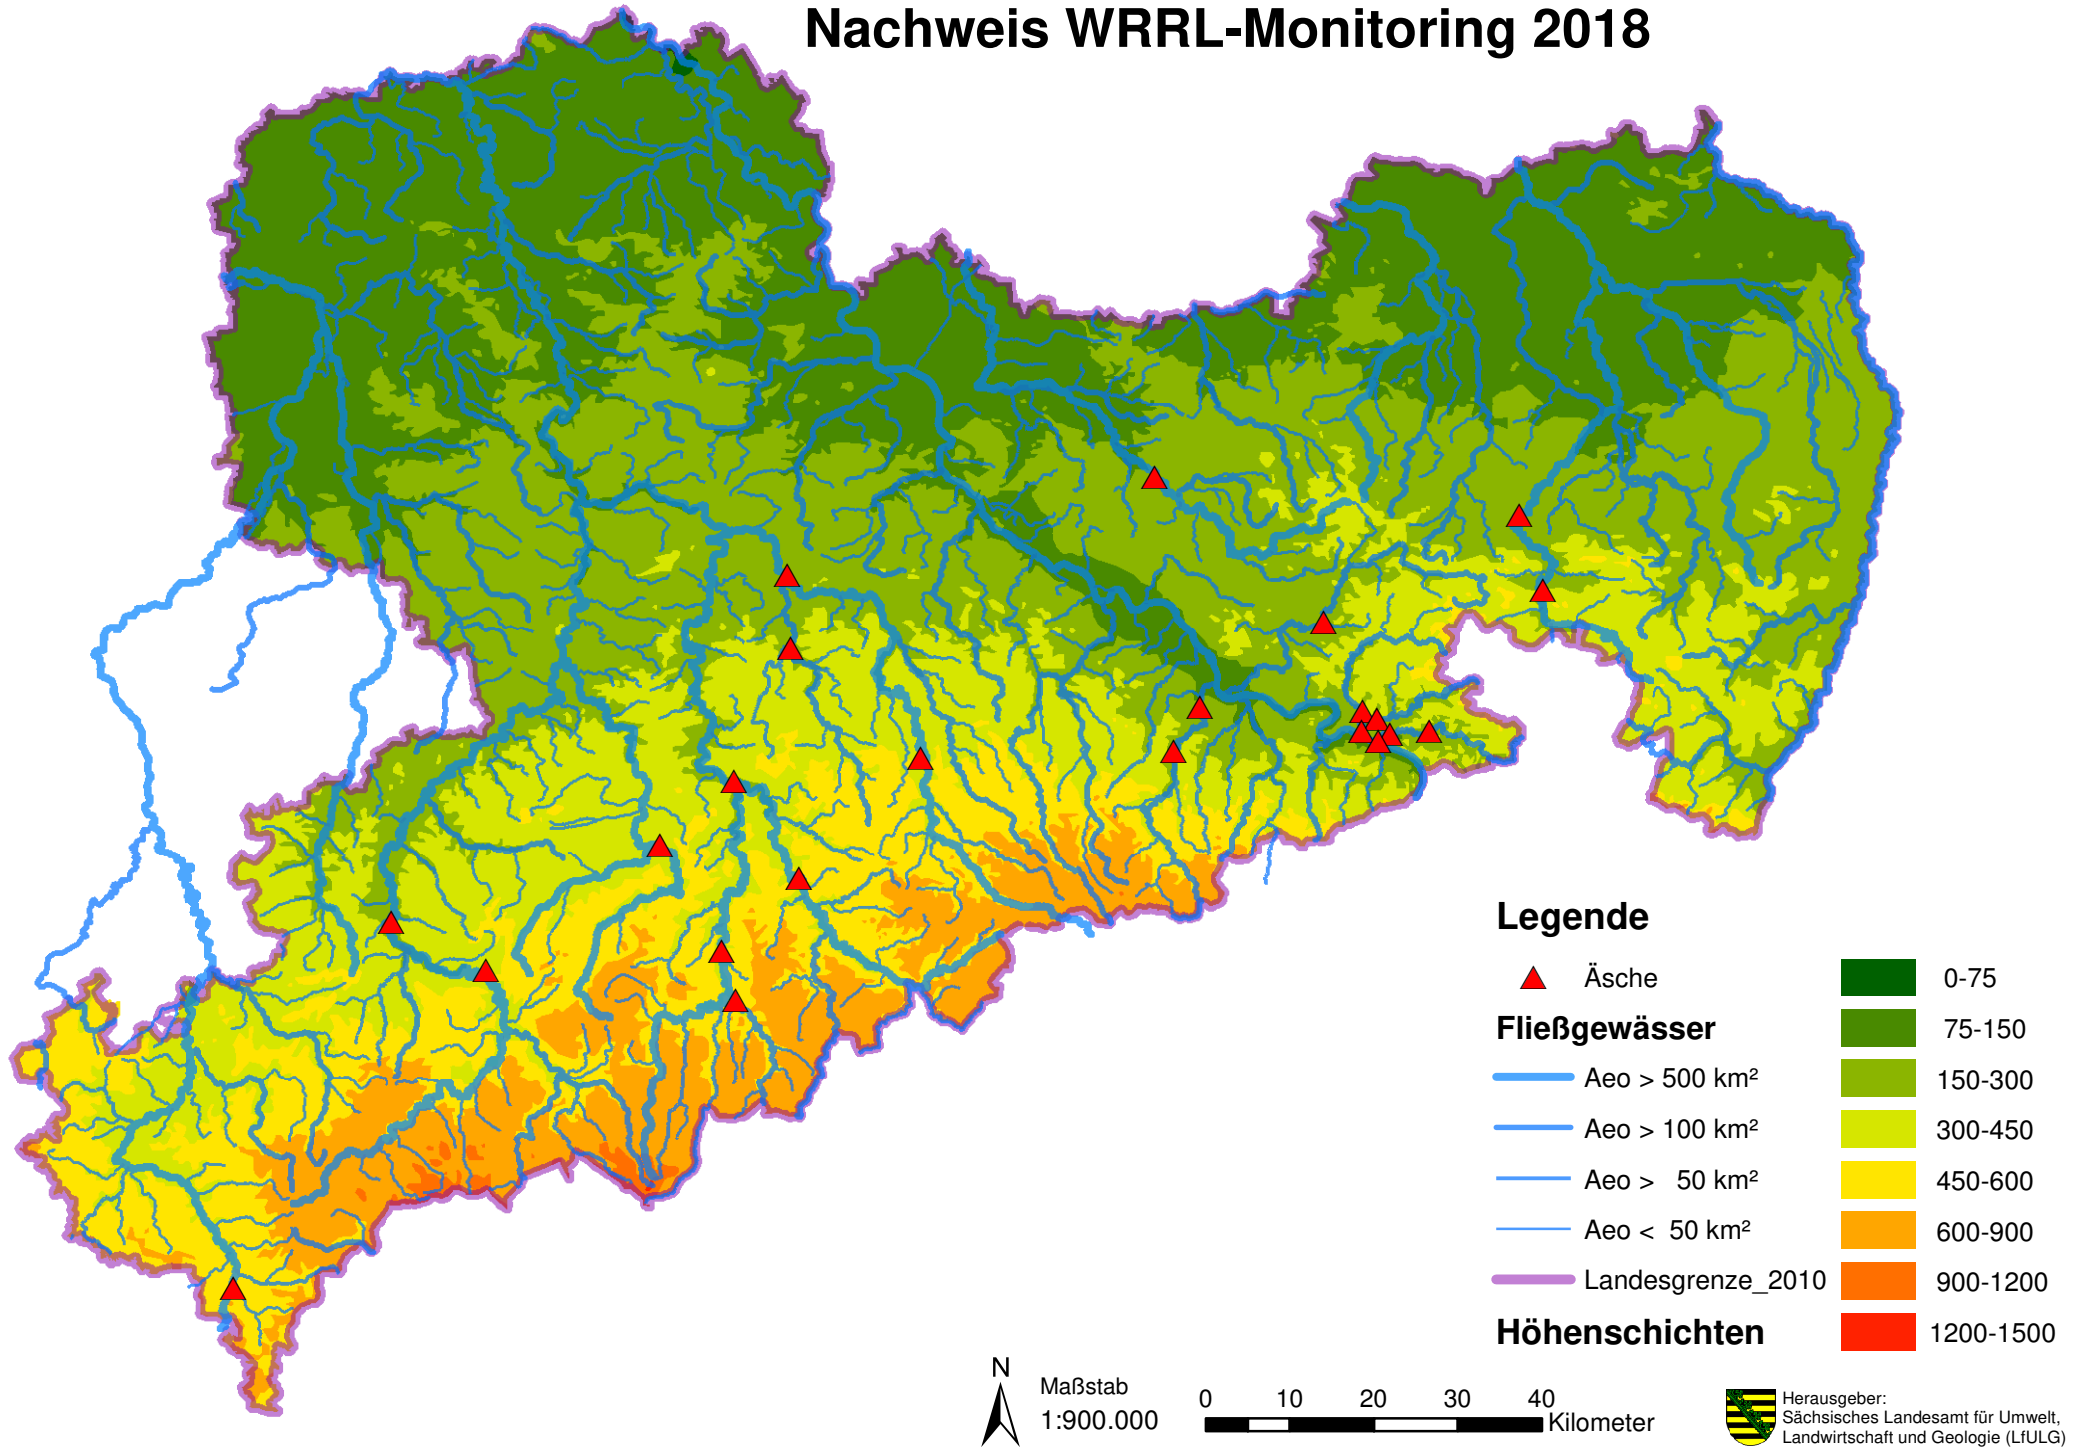 Nachweis WRRL-Monitoring 2018
Legende
Äsche
Fließgewässer
Aeo > 500 km²
Aeo > 100 km²
Aeo > 50 km²
Aeo < 50 km²
Landesgrenze_2010
Höhenschichten
0-75
75-150
150-300
300-450
450-600
600-900
900-1200
1200-1500
N
Maßstab
1:900.000
0 10 20 30 40
Kilometer
Herausgeber:
Sächsisches Landesamt für Umwelt,
Landwirtschaft und Geologie (LfULG)